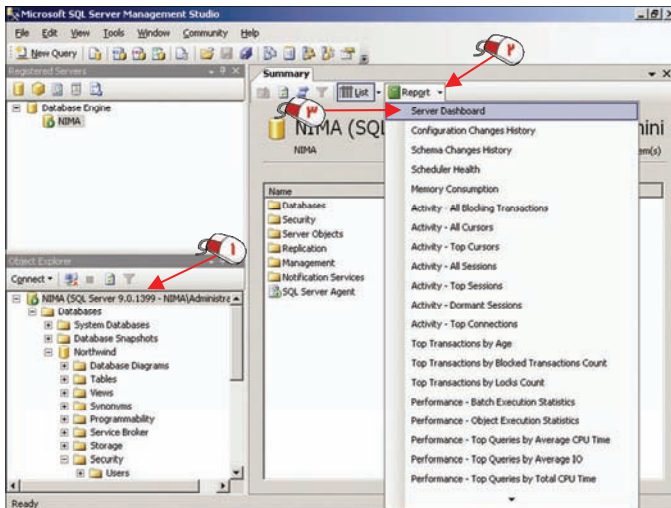 Microsoft SQL Server Management Studio
File Edit View Tools Window Community Help
New Query
Registered Servers
Database Engine
NIMA
Object Explorer
Connect
NIMA (SQL Server 9.0.1399 - NIMA\Administra
Databases
System Databases
Database Snapshots
Northwind
Database Diagrams
Tables
Views
Synonyms
Programmability
Service Broker
Storage
Security
Users
۱
Summary
List
Report
۲
۳
NIMA (SQL
NIMA
Name
Databases
Security
Server Objects
Replication
Management
Notification Services
SQL Server Agent
Server Dashboard
Configuration Changes History
Schema Changes History
Scheduler Health
Memory Consumption
Activity - All Blocking Transactions
Activity - All Cursors
Activity - Top Cursors
Activity - All Sessions
Activity - Top Sessions
Activity - Dormant Sessions
Activity - Top Connections
Top Transactions by Age
Top Transactions by Blocked Transactions Count
Top Transactions by Locks Count
Performance - Batch Execution Statistics
Performance - Object Execution Statistics
Performance - Top Queries by Average CPU Time
Performance - Top Queries by Average IO
Performance - Top Queries by Total CPU Time
Ready